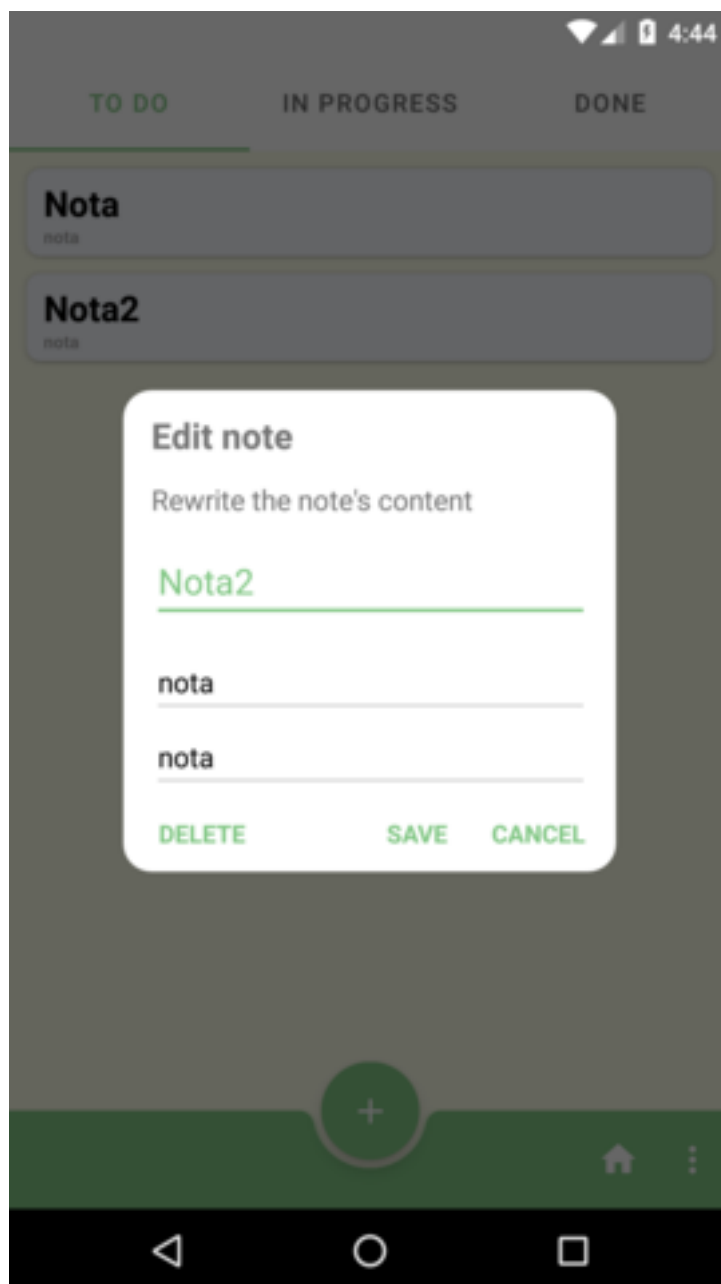 4:44
TO DO IN PROGRESS DONE
Nota
nota
Nota2
nota
Edit note
Rewrite the note's content
Nota2
nota
nota
DELETE SAVE CANCEL